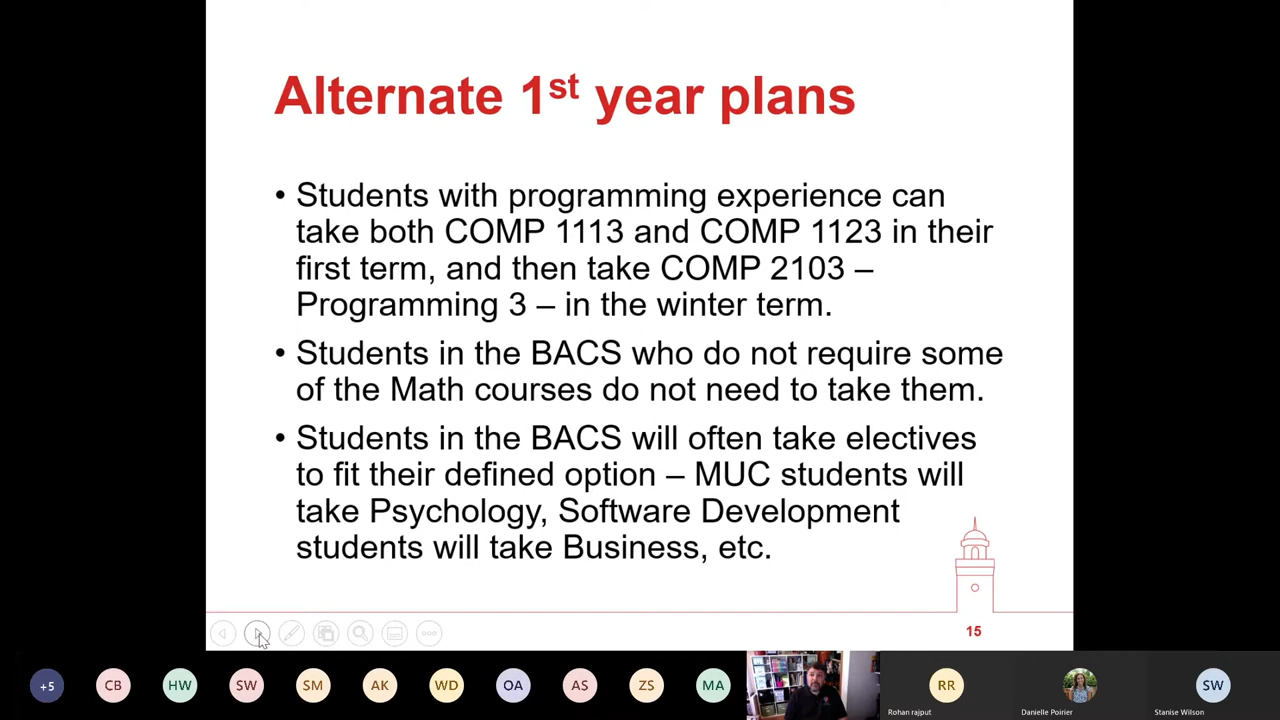 Alternate 1st year plans
• Students with programming experience can
take both COMP 1113 and COMP 1123 in their
first term, and then take COMP 2103 –
Programming 3 – in the winter term.
• Students in the BACS who do not require some
of the Math courses do not need to take them.
• Students in the BACS will often take electives
to fit their defined option – MUC students will
take Psychology, Software Development
students will take Business, etc.
15
+5 CB HW SW SM AK WD OA AS ZS MA RR SW
Rohan rajput Danielle Poirier Stanise Wilson